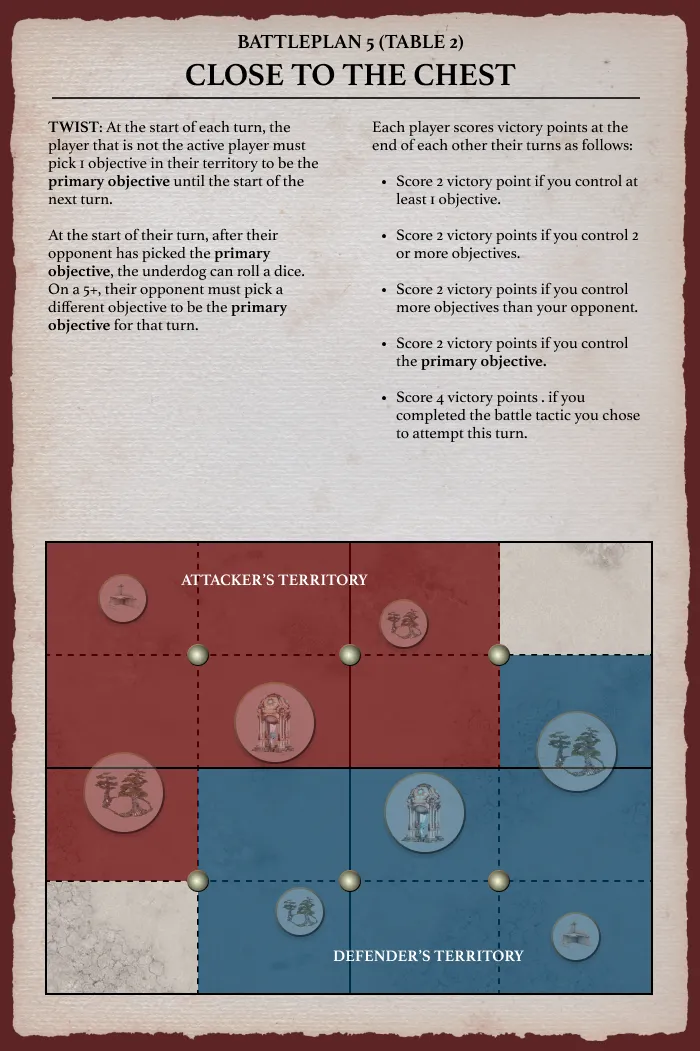 BATTLEPLAN 5 (TABLE 2)
CLOSE TO THE CHEST
TWIST: At the start of each turn, the
player that is not the active player must
pick 1 objective in their territory to be the
primary objective until the start of the
next turn.
At the start of their turn, after their
opponent has picked the primary
objective, the underdog can roll a dice.
On a 5+, their opponent must pick a
different objective to be the primary
objective for that turn.
Each player scores victory points at the
end of each other their turns as follows:
• Score 2 victory point if you control at
least 1 objective.
• Score 2 victory points if you control 2
or more objectives.
• Score 2 victory points if you control
more objectives than your opponent.
• Score 2 victory points if you control
the primary objective.
• Score 4 victory points . if you
completed the battle tactic you chose
to attempt this turn.
ATTACKER'S TERRITORY
DEFENDER'S TERRITORY